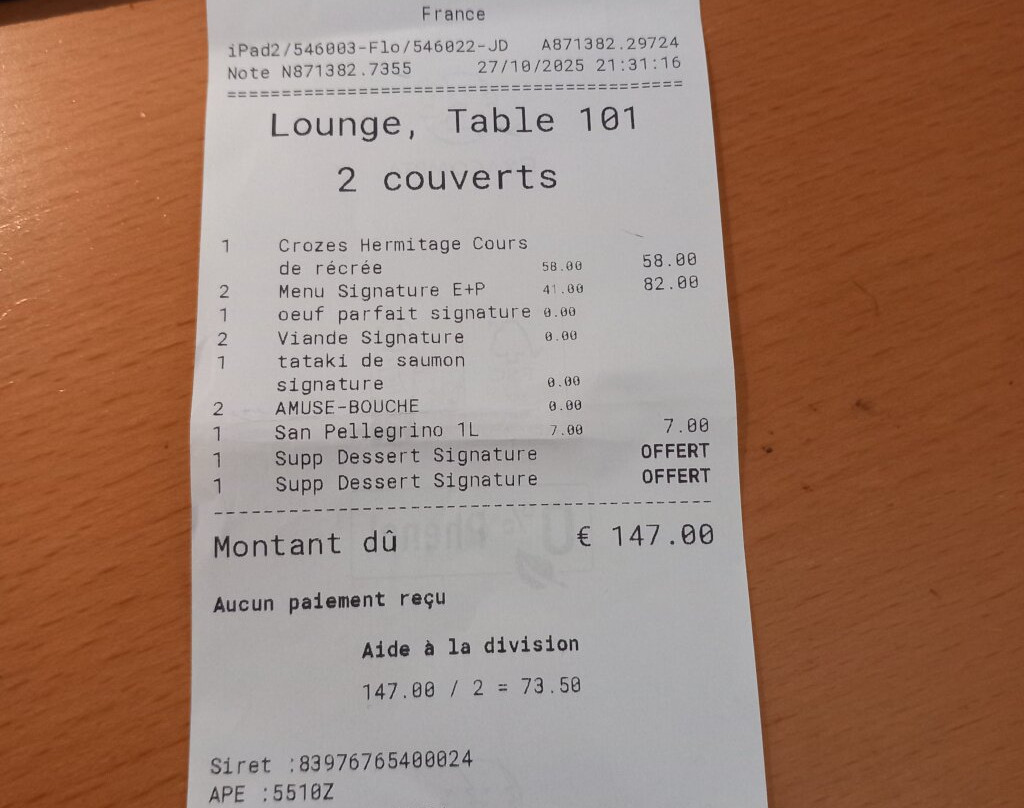 France
iPad2/546003-Flo/546022-JD A871382.29724
Note N871382.7355 27/10/2025 21:31:16
==========================================
Lounge, Table 101
2 couverts
1 Crozes Hermitage Cours
de récrée 58.00 58.00
2 Menu Signature E+P 41.00 82.00
1 oeuf parfait signature 0.00
2 Viande Signature 0.00
1 tataki de saumon
signature 0.00
2 AMUSE-BOUCHE 0.00
1 San Pellegrino 1L 7.00 7.00
1 Supp Dessert Signature OFFERT
1 Supp Dessert Signature OFFERT
------------------------------------------
Montant dû € 147.00
Aucun paiement reçu
Aide à la division
147.00 / 2 = 73.50
Siret :83976765400024
APE :5510Z